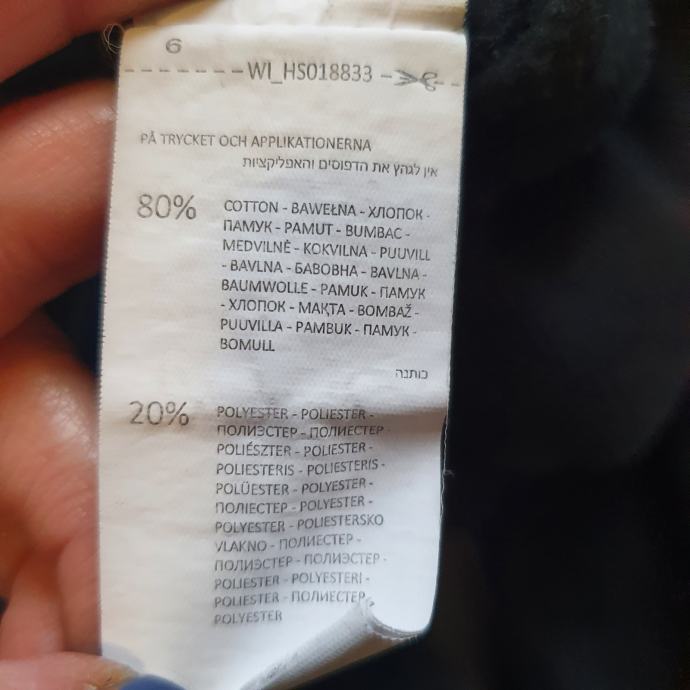 6
WI_HS018833
PÅ TRYCKET OCH APPLIKATIONERNA
אין לגהץ את הדפוסים והאפליקציות
80% COTTON - BAWEŁNA - ХЛОПОК -
ПАМУК - PAMUT - BUMBAC -
MEDVILNĖ - KOKVILNA - PUUVILL
- BAVLNA - БАВОВНА - BAVLNA -
BAUMWOLLE - PAMUK - ПАМУК
- ХЛОПОК - МАҚТА - BOMBAŽ -
PUUVILLA - PAMBUK - ПАМУК -
BOMULL
כותנה
20% POLYESTER - POLIESTER -
ПОЛИЭСТЕР - ПОЛИЕСТЕР -
POLIÉSZTER - POLIESTER -
POLIESTERIS - POLIESTERIS -
POLÜESTER - POLYESTER -
ПОЛІЕСТЕР - POLYESTER -
POLYESTER - POLIESTERSKO
VLAKNO - ПОЛИЕСТЕР -
ПОЛИЭСТЕР - ПОЛИЭСТЕР -
POLIESTER - POLYESTERI -
POLIESTER - ПОЛИЕСТЕР
POLYESTER